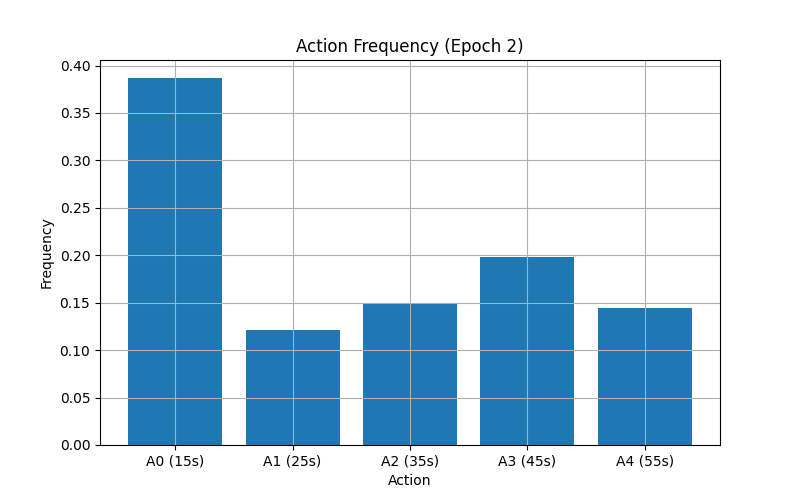 Action Frequency (Epoch 2)
0.40
0.35
0.30
0.25
0.20
0.15
0.10
0.05
0.00
Frequency
A0 (15s) A1 (25s) A2 (35s) A3 (45s) A4 (55s)
Action